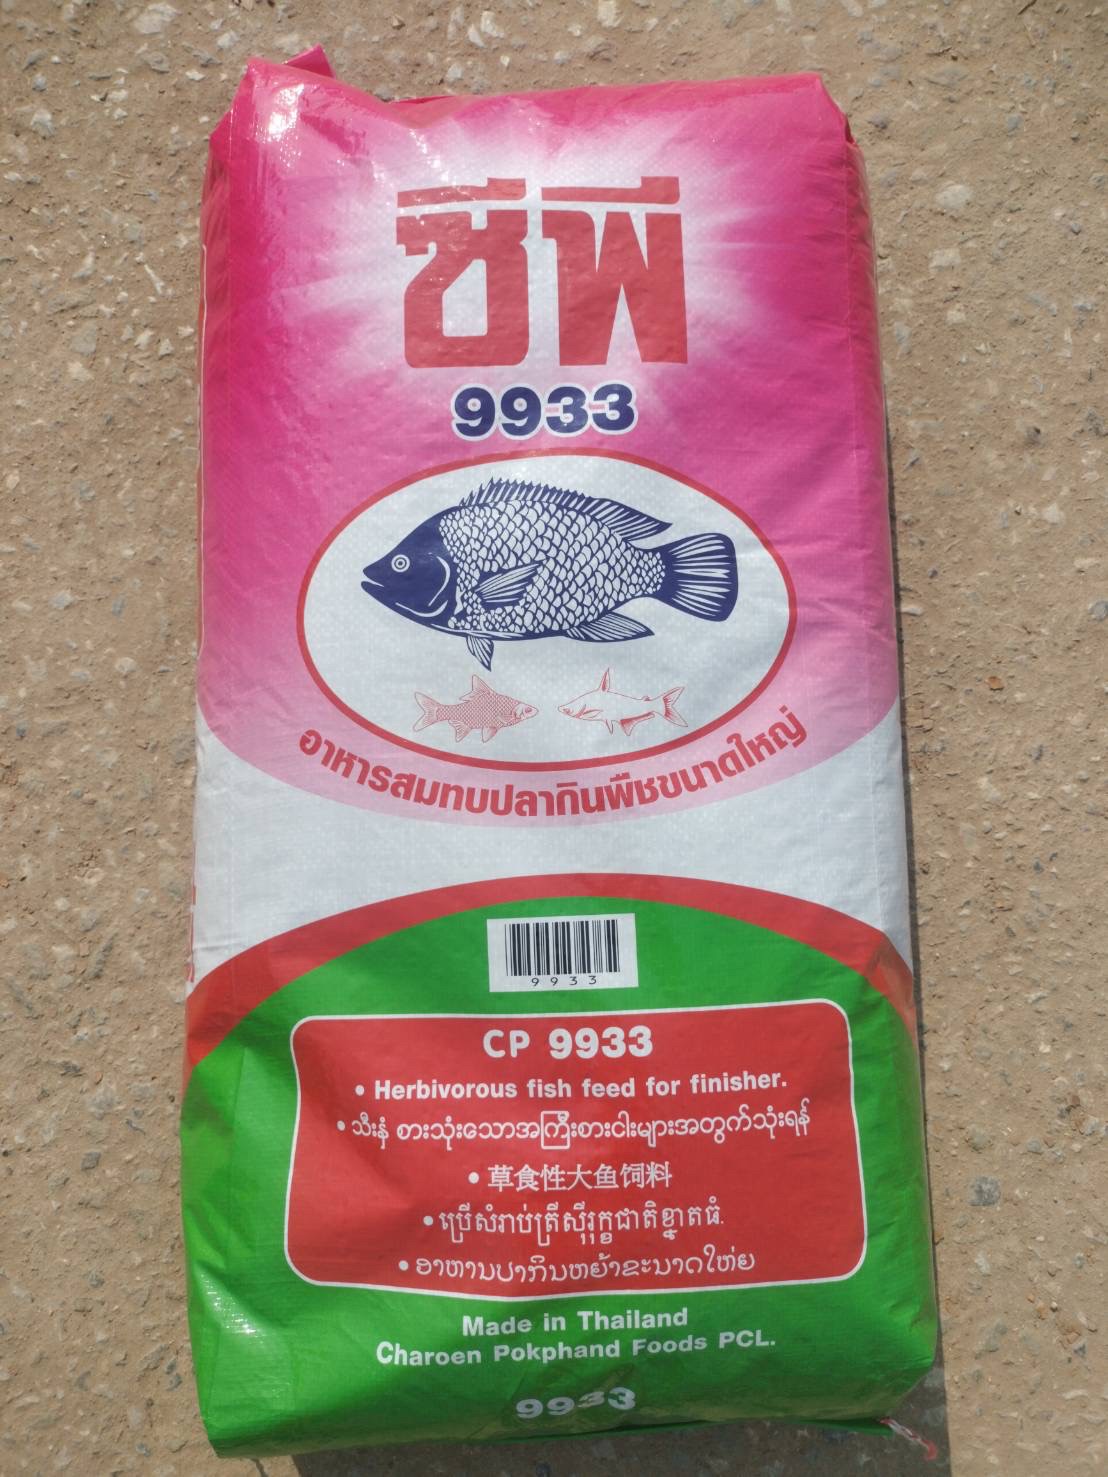 ซีพี
9933
อาหารสมทบปลากินพืชขนาดใหญ่
9933
CP 9933
• Herbivorous fish feed for finisher.
• သီးနှံ စားသုံးသောအကြီးစားငါးများအတွက်သုံးရန်
• 草食性大鱼饲料
• ប្រើសំរាប់ត្រីស៊ីរុក្ខជាតិខ្នាតធំ.
• ອາຫານປາກິນຫຍ້າຂະນາດໃຫ່ຍ
Made in Thailand
Charoen Pokphand Foods PCL.
9933